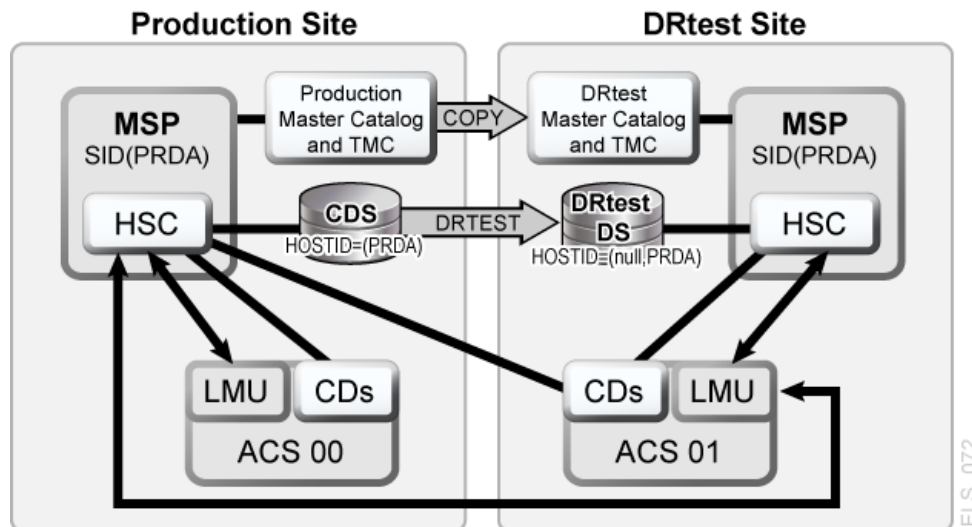 Production Site
DRtest Site
MSP
SID(PRDA)
Production
Master Catalog
and TMC
COPY
DRtest
Master Catalog
and TMC
MSP
SID(PRDA)
HSC
CDS
HOSTID=(PRDA)
DRTEST
DRtest
DS
HOSTID=(null,PRDA)
HSC
LMU
CDs
ACS 00
CDs
LMU
ACS 01
ELS_072